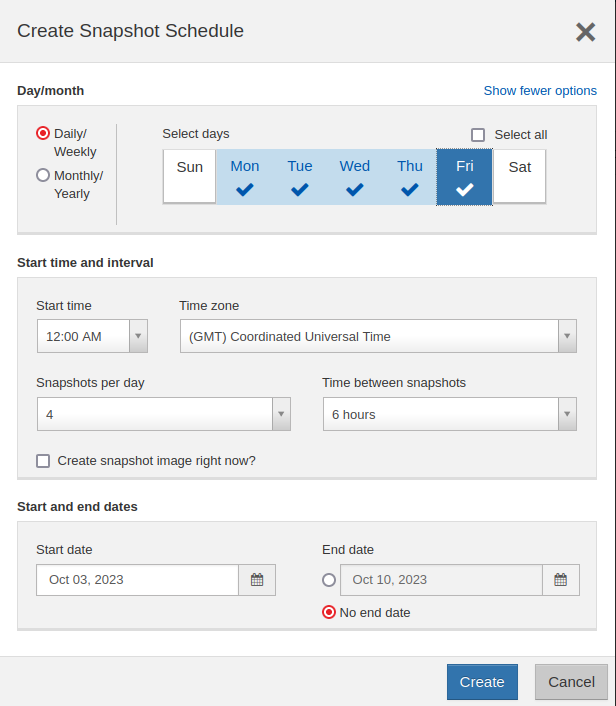 Create Snapshot Schedule
Day/month
Show fewer options
Daily/
Weekly
Monthly/
Yearly
Select days
Select all
Sun Mon Tue Wed Thu Fri Sat
Start time and interval
Start time
Time zone
12:00 AM
(GMT) Coordinated Universal Time
Snapshots per day
Time between snapshots
4
6 hours
Create snapshot image right now?
Start and end dates
Start date
End date
Oct 03, 2023
Oct 10, 2023
No end date
Create
Cancel